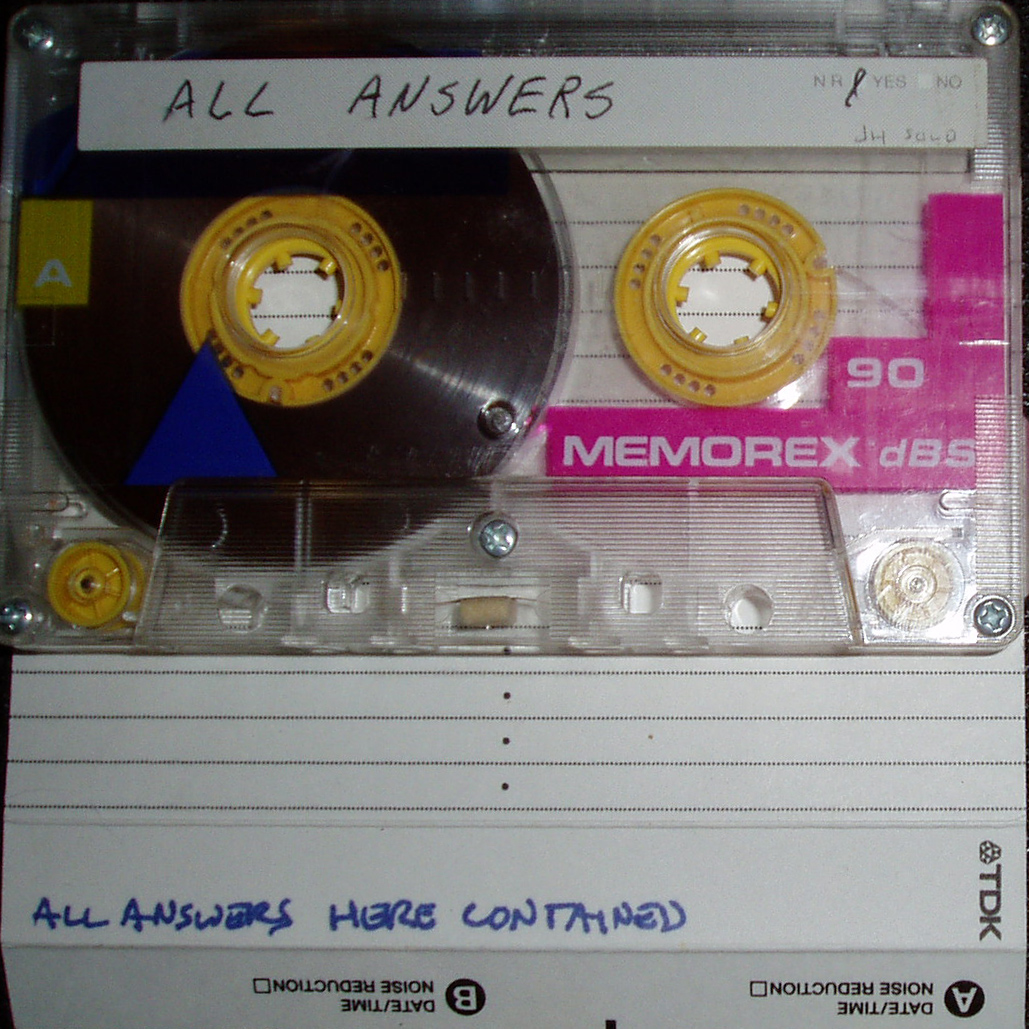 ALL ANSWERS
NR YES NO
A
90
MEMOREX dBS
TDK
ALL ANSWERS HERE CONTAINED
B DATE/TIME
NOISE REDUCTION
A DATE/TIME
NOISE REDUCTION